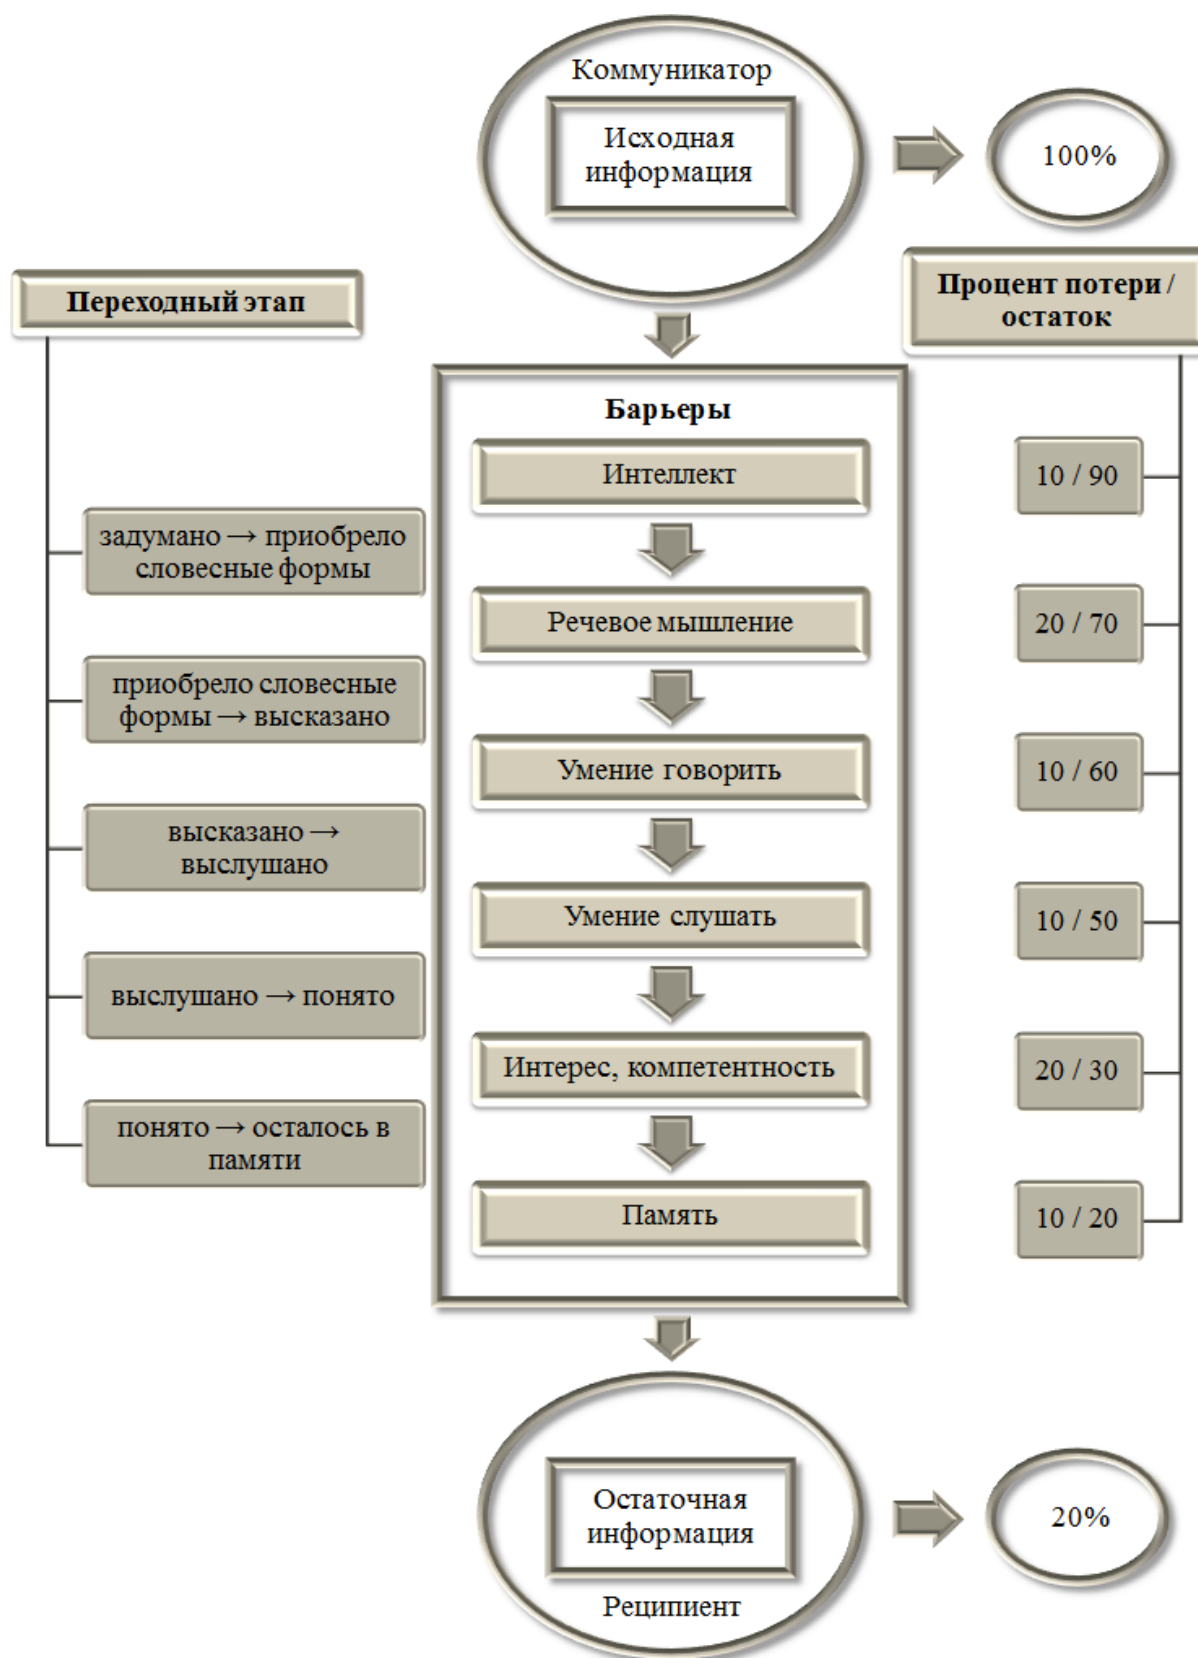 Коммуникатор
Исходная
информация
100%
Переходный этап
Процент потери /
остаток
Барьеры
Интеллект
10 / 90
задумано → приобрело
словесные формы
Речевое мышление
20 / 70
приобрело словесные
формы → высказано
Умение говорить
10 / 60
высказано →
выслушано
Умение слушать
10 / 50
выслушано → понято
Интерес, компетентность
20 / 30
понято → осталось в
памяти
Память
10 / 20
Остаточная
информация
20%
Реципиент